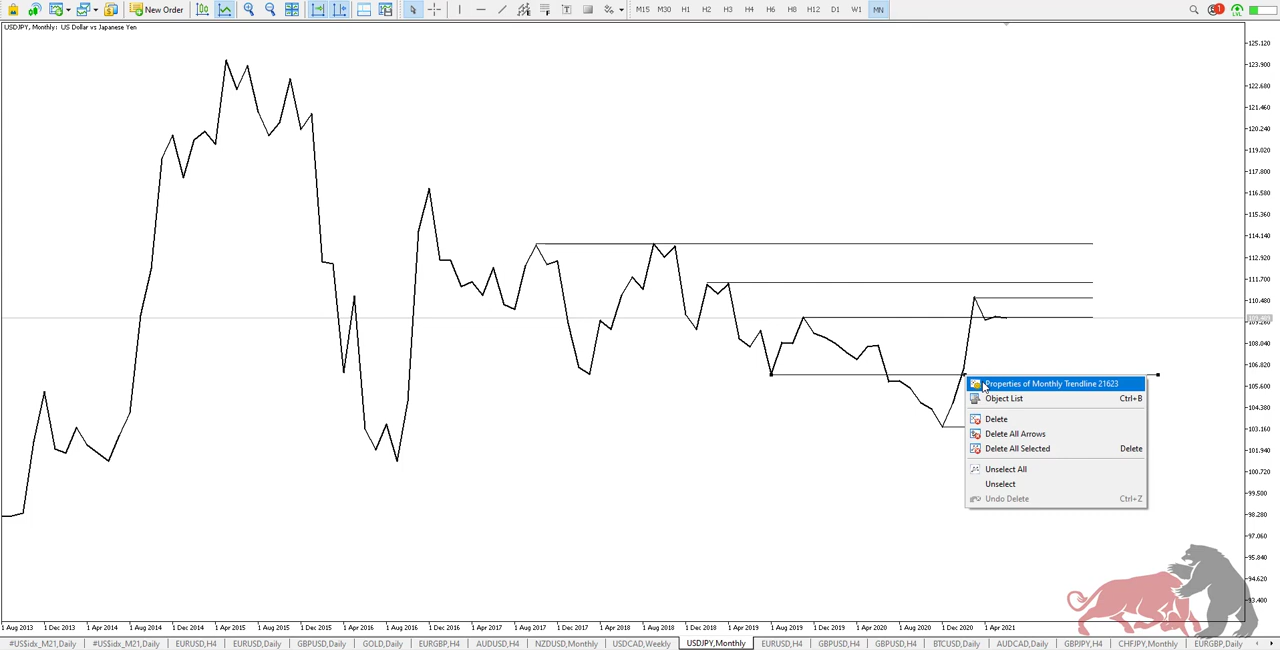 New Order M15 M30 H1 H2 H3 H4 H6 H8 H12 D1 W1 MN 1 LVL
USDJPY, Monthly: US Dollar vs Japanese Yen
125.120
123.900
122.680
121.460
120.240
119.020
117.800
116.580
115.360
114.140
112.920
111.700
110.480
109.260
108.040
106.820
105.600
104.380
103.160
101.940
100.720
99.500
98.280
97.060
95.840
94.620
93.400
Properties of Monthly Trendline 21623
Object List Ctrl+B
Delete
Delete All Arrows
Delete All Selected Delete
Unselect All
Unselect
Undo Delete Ctrl+Z
1 Aug 2013 1 Dec 2013 1 Apr 2014 1 Aug 2014 1 Dec 2014 1 Apr 2015 1 Aug 2015 1 Dec 2015 1 Apr 2016 1 Aug 2016 1 Dec 2016 1 Apr 2017 1 Aug 2017 1 Dec 2017 1 Apr 2018 1 Aug 2018 1 Dec 2018 1 Apr 2019 1 Aug 2019 1 Dec 2019 1 Apr 2020 1 Aug 2020 1 Dec 2020 1 Apr 2021
#US$idx_M21,Daily #US$idx_M21,Daily EURUSD,H4 EURUSD,Daily GBPUSD,Daily GOLD,Daily EURGBP,H4 AUDUSD,H4 NZDUSD,Monthly USDCAD,Weekly USDJPY,Monthly EURUSD,H4 GBPUSD,H4 GBPUSD,H4 BTCUSD,Daily AUDCAD,Daily GBPJPY,H4 CHFJPY,Monthly EURGBP,Daily